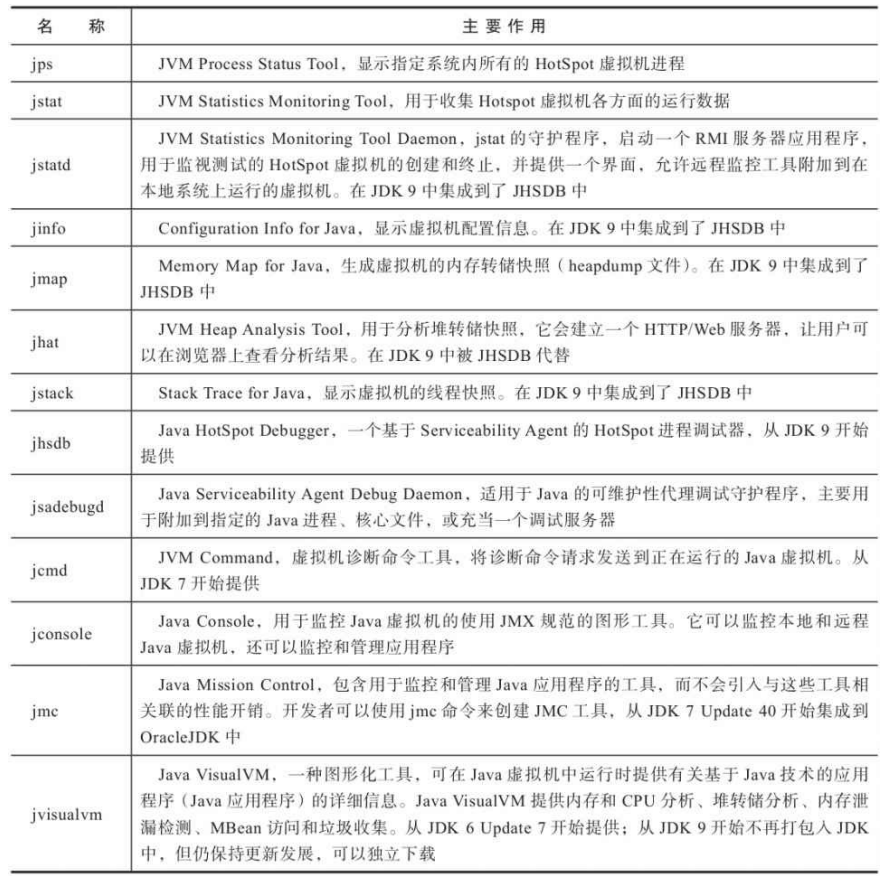 名 称 主 要 作 用
jps JVM Process Status Tool，显示指定系统内所有的 HotSpot 虚拟机进程
jstat JVM Statistics Monitoring Tool，用于收集 Hotspot 虚拟机各方面的运行数据
JVM Statistics Monitoring Tool Daemon，jstat 的守护程序，启动一个 RMI 服务器应用程序，
jstatd 用于监视测试的 HotSpot 虚拟机的创建和终止，并提供一个界面，允许远程监控工具附加到在
本地系统上运行的虚拟机。在 JDK 9 中集成到了 JHSDB 中
jinfo Configuration Info for Java，显示虚拟机配置信息。在 JDK 9 中集成到了 JHSDB 中
jmap Memory Map for Java，生成虚拟机的内存转储快照（heapdump 文件）。在 JDK 9 中集成到了
JHSDB 中
jhat JVM Heap Analysis Tool，用于分析堆转储快照，它会建立一个 HTTP/Web 服务器，让用户可
以在浏览器上查看分析结果。在 JDK 9 中被 JHSDB 代替
jstack Stack Trace for Java，显示虚拟机的线程快照。在 JDK 9 中集成到了 JHSDB 中
jhsdb Java HotSpot Debugger，一个基于 Serviceability Agent 的 HotSpot 进程调试器，从 JDK 9 开始
提供
jsadebugd Java Serviceability Agent Debug Daemon，适用于 Java 的可维护性代理调试守护程序，主要用
于附加到指定的 Java 进程、核心文件，或充当一个调试服务器
jcmd JVM Command，虚拟机诊断命令工具，将诊断命令请求发送到正在运行的 Java 虚拟机。从
JDK 7 开始提供
jconsole Java Console，用于监控 Java 虚拟机的使用 JMX 规范的图形工具。它可以监控本地和远程
Java 虚拟机，还可以监控和管理应用程序
Java Mission Control，包含用于监控和管理 Java 应用程序的工具，而不会引入与这些工具相
jmc 关联的性能开销。开发者可以使用 jmc 命令来创建 JMC 工具，从 JDK 7 Update 40 开始集成到
OracleJDK 中
Java VisualVM，一种图形化工具，可在 Java 虚拟机中运行时提供有关基于 Java 技术的应用
程序（Java 应用程序）的详细信息。Java VisualVM 提供内存和 CPU 分析、堆转储分析、内存泄
jvisualvm 漏检测、MBean 访问和垃圾收集。从 JDK 6 Update 7 开始提供；从 JDK 9 开始不再打包入 JDK
中，但仍保持更新发展，可以独立下载